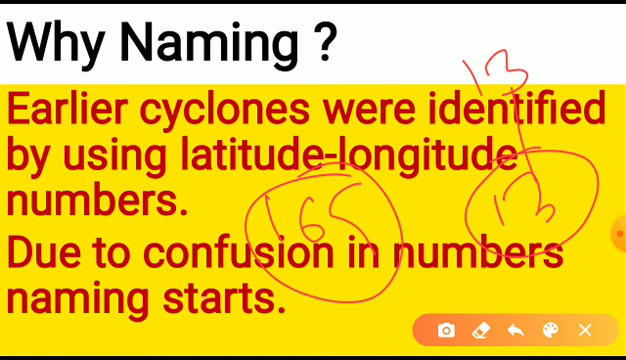 Why Naming ?
13
Earlier cyclones were identified
by using latitude-longitude
numbers.
165
13
Due to confusion in numbers
naming starts.